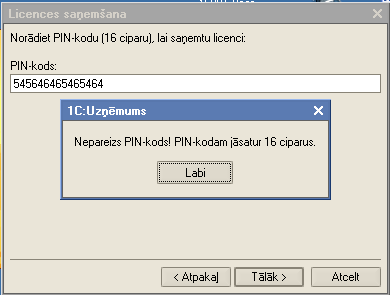 Licences saņemšana
Norādiet PIN-kodu (16 ciparu), lai saņemtu licenci:
PIN-kods:
545646465465464
1C:Uzņēmums
Nepareizs PIN-kods! PIN-kodam jāsatur 16 ciparus.
Labi
< Atpakaļ Tālāk > Atcelt